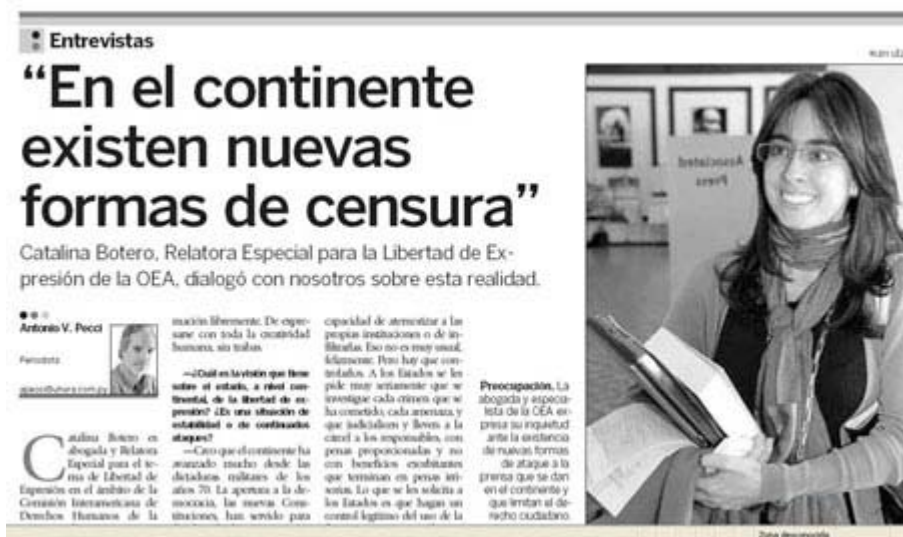 Entrevistas
“En el continente
existen nuevas
formas de censura”
Catalina Botero, Relatora Especial para la Libertad de Ex-
presión de la OEA, dialogó con nosotros sobre esta realidad.
Antonio V. Pecci
Periodista
Catalina Botero es
abogada y Relatora
Especial para el te-
ma de Libertad de
Expresión en el ámbito de la
Comisión Interamericana de
Derechos Humanos de la
mación libremente. De expre-
sarse con toda la creatividad
humana, sin trabas.
—¿Cuál es la visión que tiene
sobre el estado, a nivel con-
tinental, de la libertad de ex-
presión? ¿Es una situación de
estabilidad o de continuados
ataques?
—Creo que el continente ha
avanzado mucho desde las
dictaduras militares de los
años 70. La apertura a la de-
mocracia, las nuevas Cons-
tituciones, han servido para
capacidad de atemorizar a las
propias instituciones o de in-
filtrarlas. Eso no es muy usual,
felizmente. Pero hay que con-
trolarlos. A los Estados se les
pide muy seriamente que se
investigue cada crimen que se
ha cometido, cada amenaza, y
que judicialicen y lleven a la
cárcel a los responsables, con
penas proporcionadas y no
con beneficios exorbitantes
que terminan en penas irri-
sorias. Lo que se les solicita a
los Estados es que hagan un
control legítimo del uso de la
Preocupación. La
abogada y especia-
lista de la OEA ex-
presa su inquietud
ante la existencia
de nuevas formas
de ataque a la
prensa que se dan
en el continente y
que limitan el de-
recho ciudadano.
Associated
Press
Zona desconocida